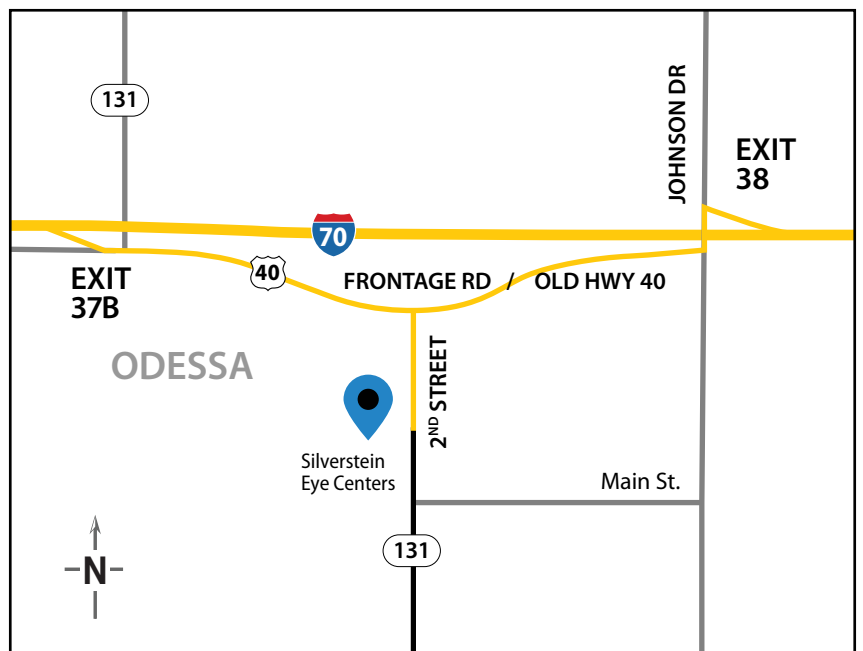 131
JOHNSON DR
EXIT
38
70
40
FRONTAGE RD / OLD HWY 40
EXIT
37B
ODESSA
2ND STREET
Silverstein
Eye Centers
Main St.
131
N